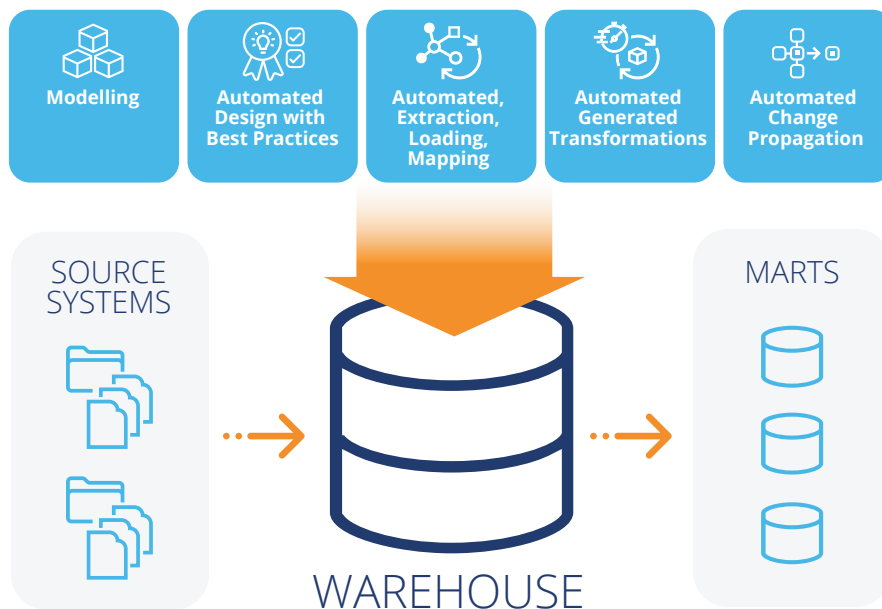 Modelling
Automated
Design with
Best Practices
Automated,
Extraction,
Loading,
Mapping
Automated
Generated
Transformations
Automated
Change
Propagation
SOURCE
SYSTEMS
MARTS
WAREHOUSE